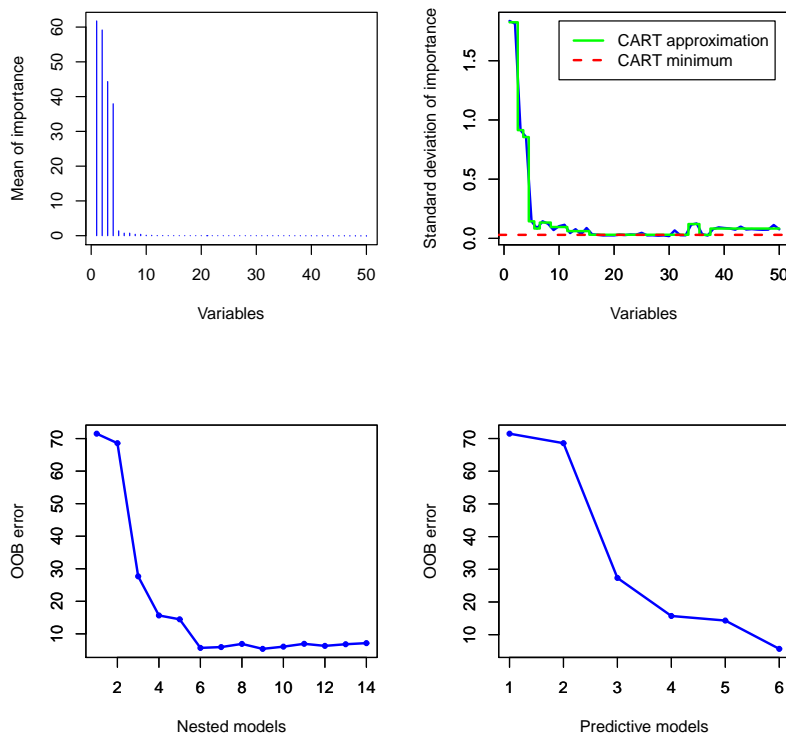 Mean of importance
0 10 20 30 40 50 60
0 10 20 30 40 50
Variables
Standard deviation of importance
0.0 0.5 1.0 1.5
CART approximation
CART minimum
0 10 20 30 40 50
Variables
OOB error
10 20 30 40 50 60 70
2 4 6 8 10 12 14
Nested models
OOB error
10 20 30 40 50 60 70
1 2 3 4 5 6
Predictive models